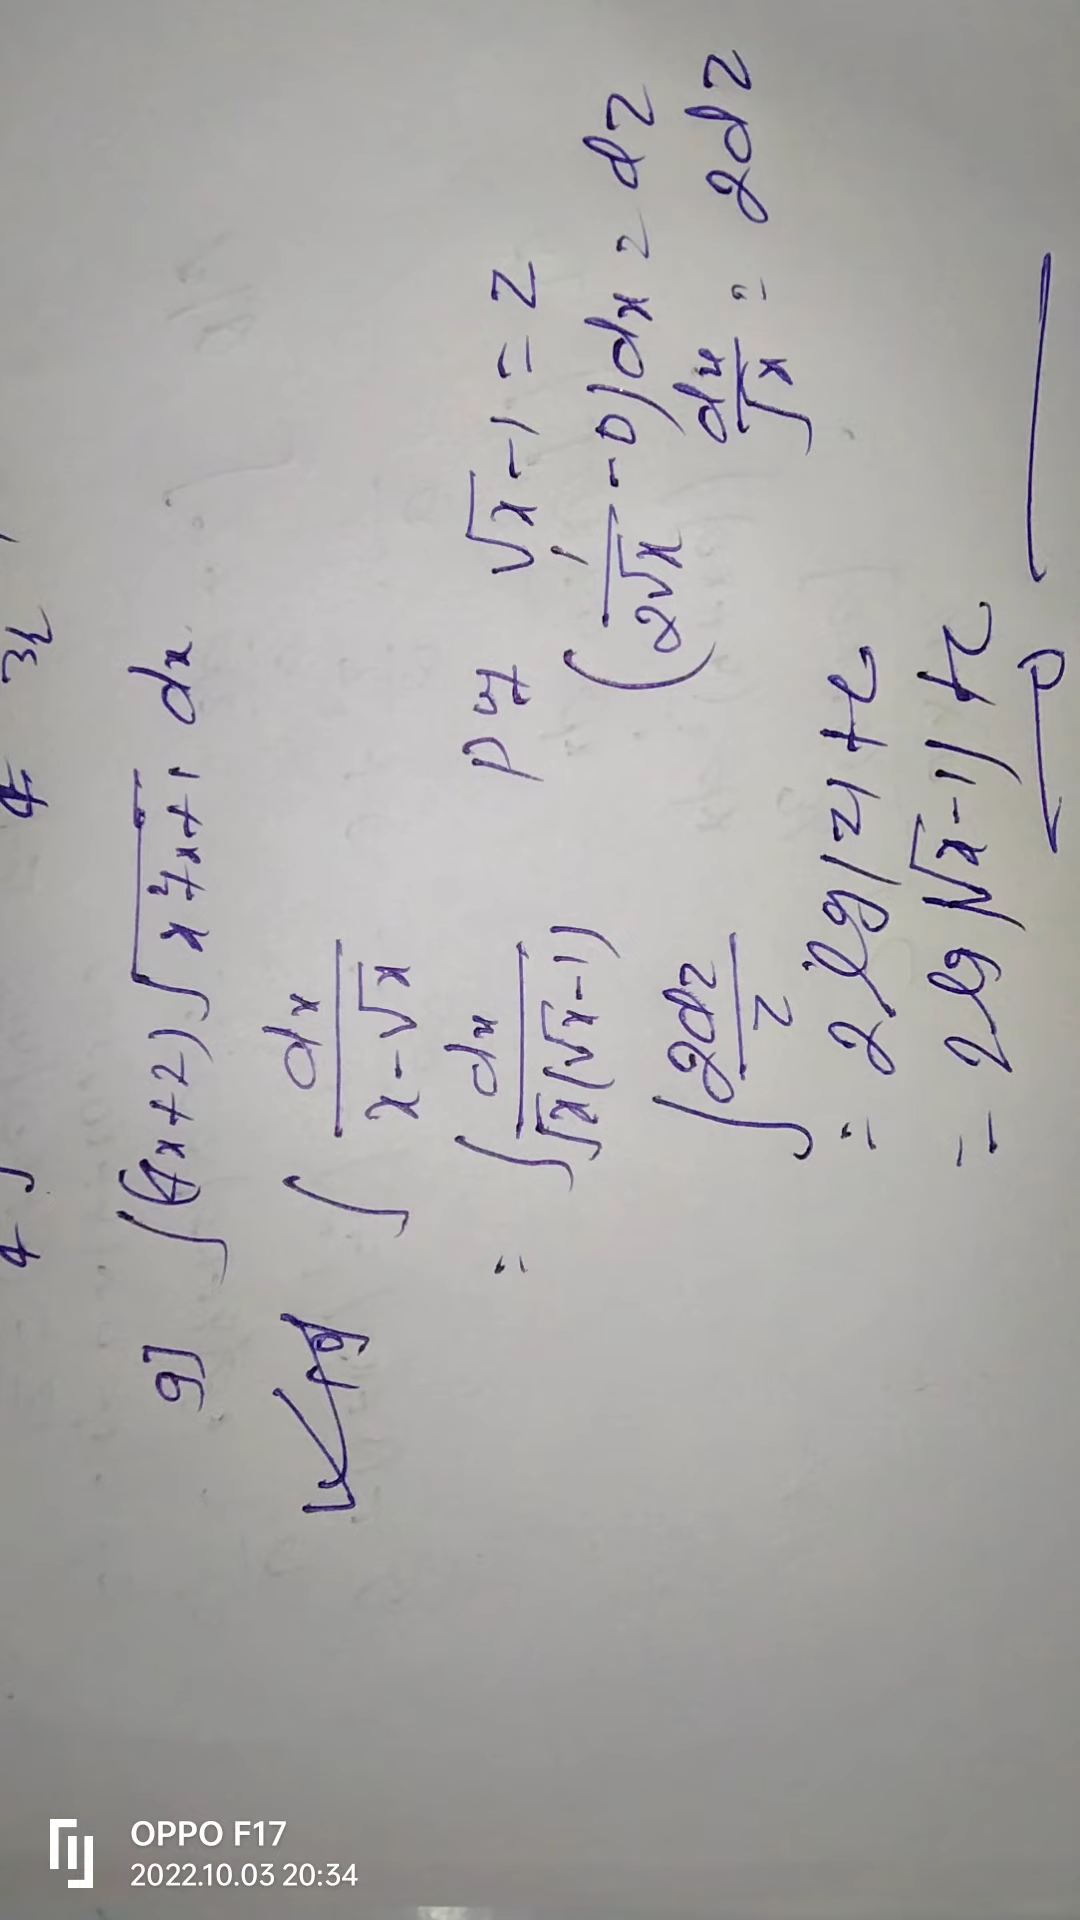 9] ∫(4x+2)√x²+x+1 dx
10] ∫ dx/x-√x
= ∫ dx/√x(√x-1)
put √x-1=z
(1/2√x -0)dx = dz
dx/√x = 2dz
∫ 2dz/z
= 2 log|z|+c
= 2 log|√x-1|+c
OPPO F17
2022.10.03 20:34